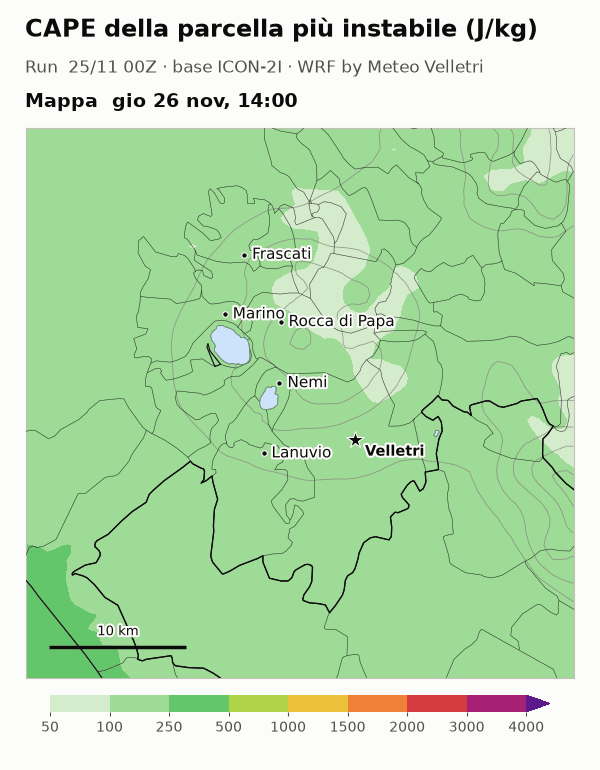 CAPE della parcella più instabile (J/kg)
Run  25/11 00Z · base ICON-2I · WRF by Meteo Velletri
Mappa  gio 26 nov, 14:00
Frascati
Marino
Rocca di Papa
Nemi
Velletri
Lanuvio
10 km
50 100 250 500 1000 1500 2000 3000 4000